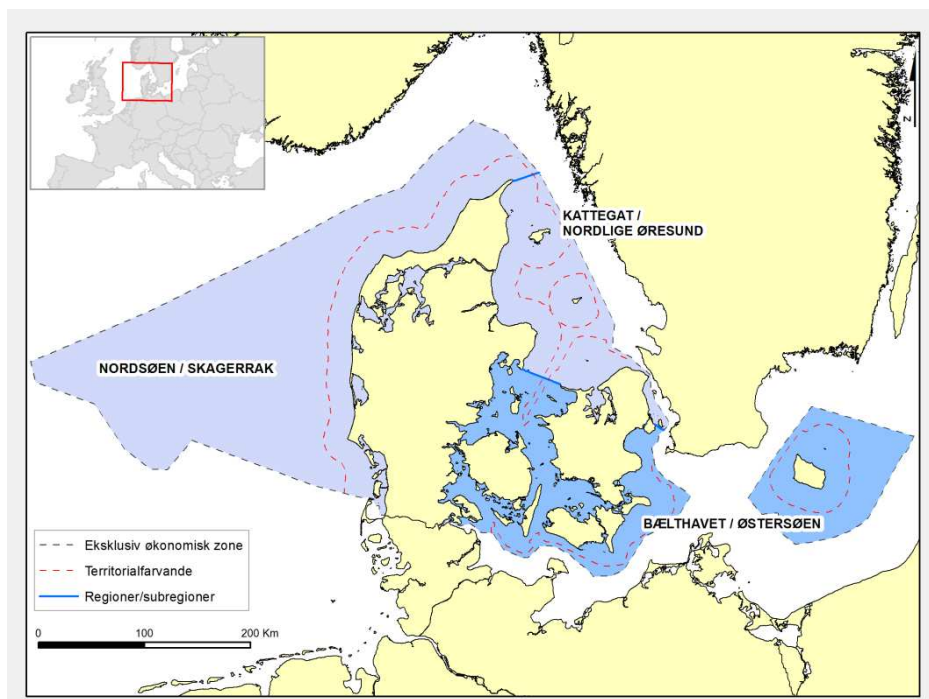 N
KATTEGAT /
NORDLIGE ØRESUND
NORDSØEN / SKAGERRAK
BÆLTHAVET / ØSTERSØEN
Eksklusiv økonomisk zone
Territorialfarvande
Regioner/subregioner
0 100 200 Km